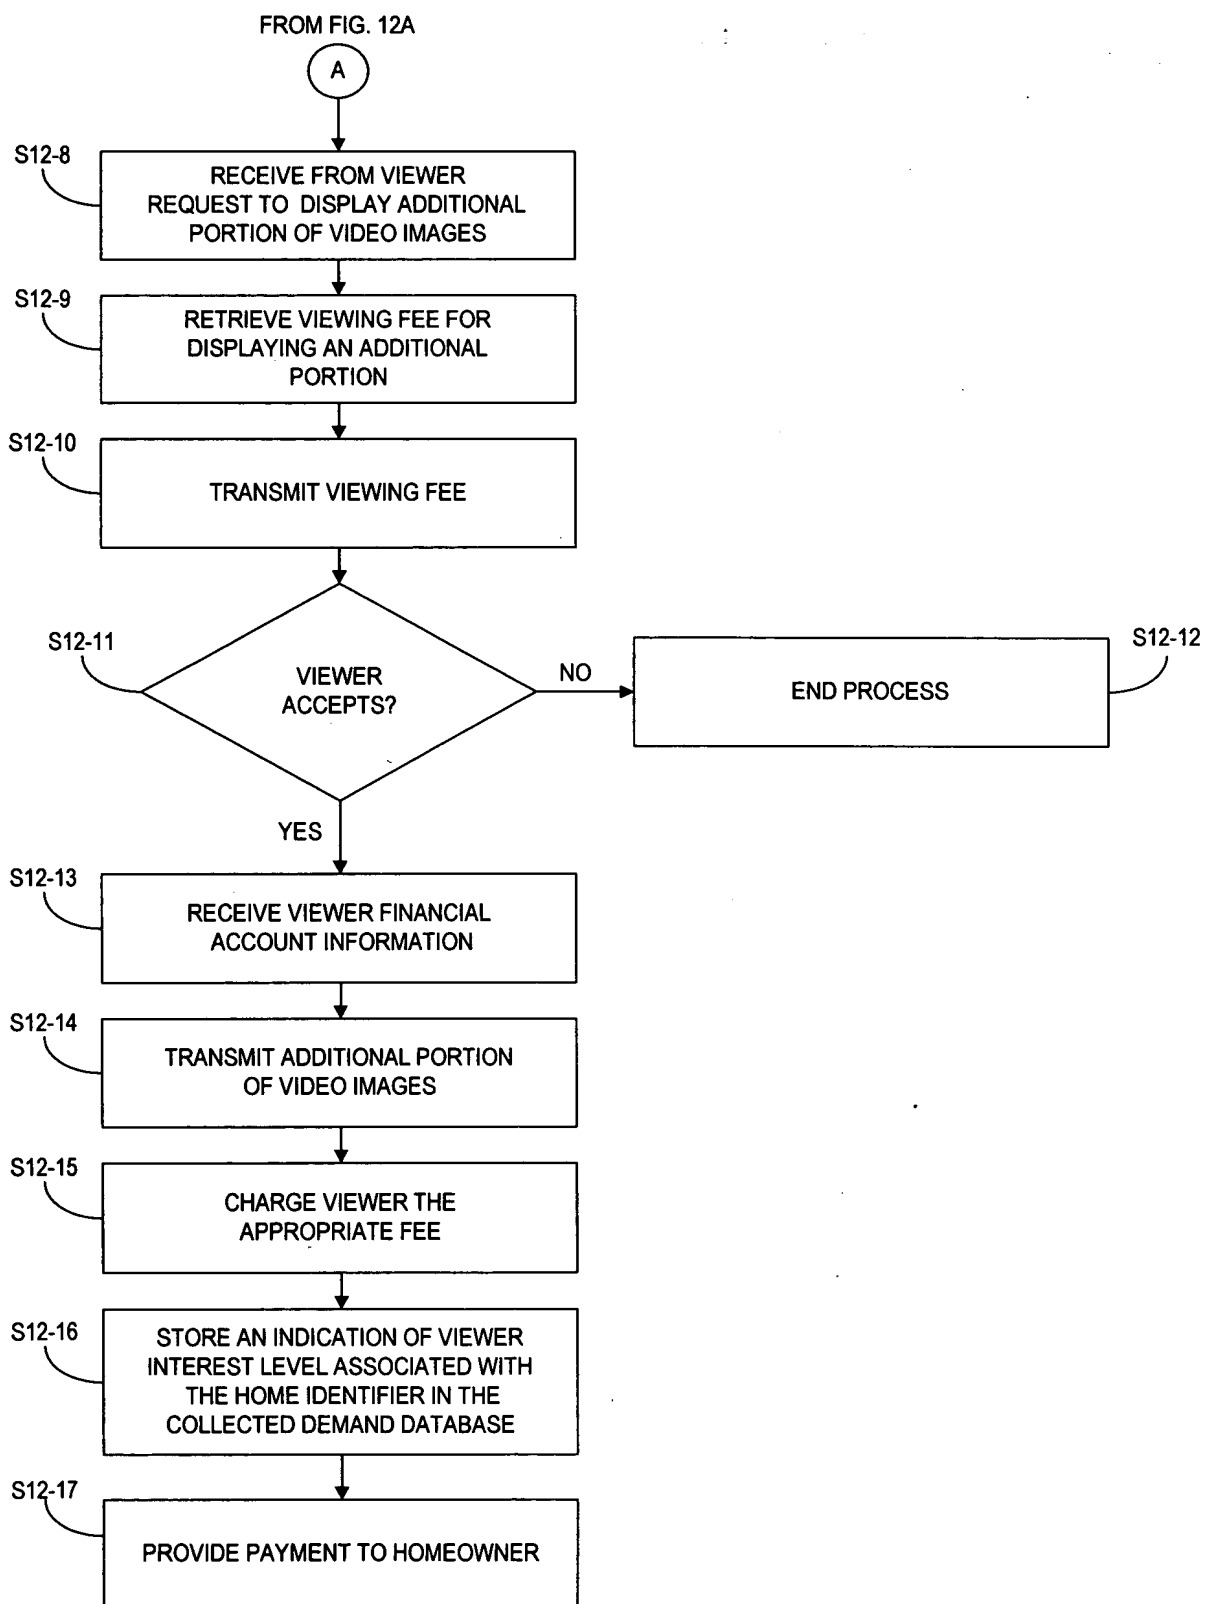 FROM FIG. 12A
A
S12-8
RECEIVE FROM VIEWER
REQUEST TO DISPLAY ADDITIONAL
PORTION OF VIDEO IMAGES
S12-9
RETRIEVE VIEWING FEE FOR
DISPLAYING AN ADDITIONAL
PORTION
S12-10
TRANSMIT VIEWING FEE
S12-11
VIEWER
ACCEPTS?
NO
END PROCESS
S12-12
YES
S12-13
RECEIVE VIEWER FINANCIAL
ACCOUNT INFORMATION
S12-14
TRANSMIT ADDITIONAL PORTION
OF VIDEO IMAGES
S12-15
CHARGE VIEWER THE
APPROPRIATE FEE
S12-16
STORE AN INDICATION OF VIEWER
INTEREST LEVEL ASSOCIATED WITH
THE HOME IDENTIFIER IN THE
COLLECTED DEMAND DATABASE
S12-17
PROVIDE PAYMENT TO HOMEOWNER